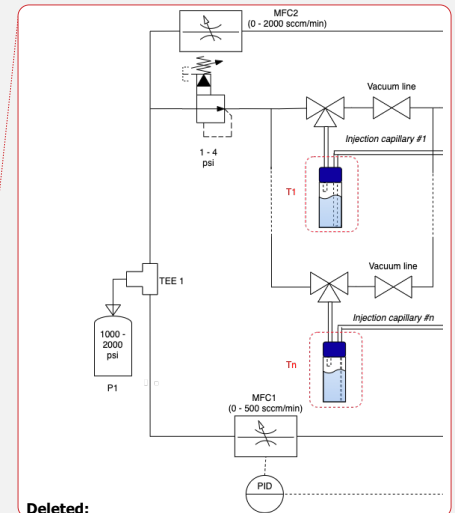 MFC2
(0 - 2000 sccm/min)
Vacuum line
Injection capillary #1
1 - 4
psi
T1
Vacuum line
TEE 1
Injection capillary #n
1000 -
2000
psi
Tn
P1
MFC1
(0 - 500 sccm/min)
PID
Deleted: